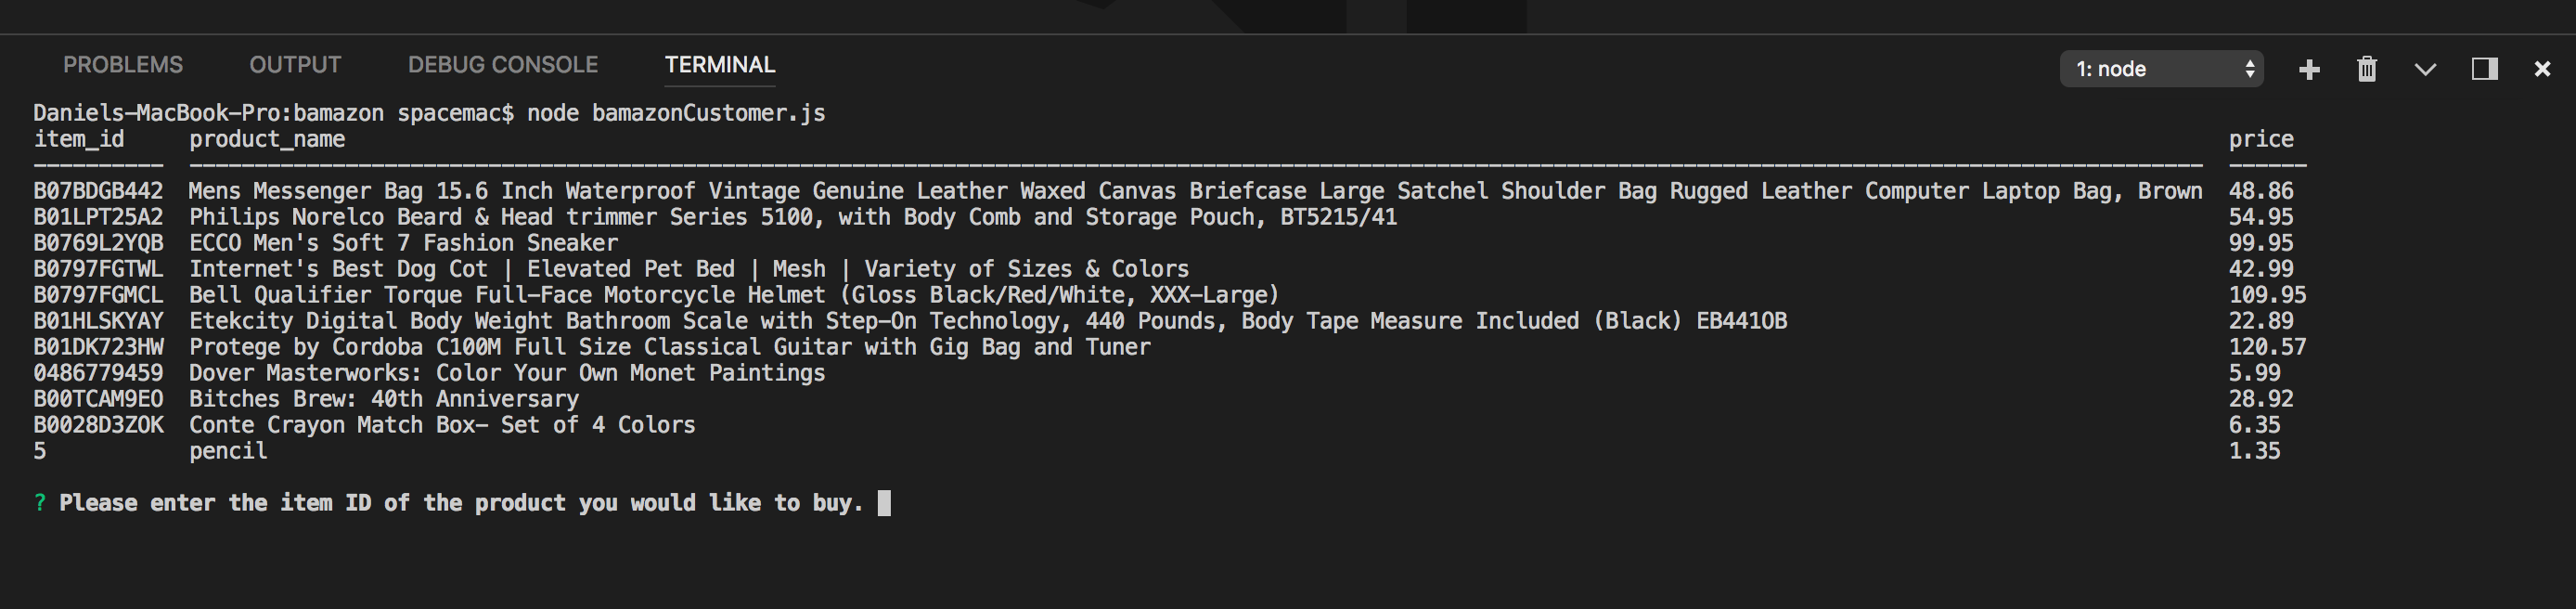 PROBLEMS OUTPUT DEBUG CONSOLE TERMINAL 1: node
Daniels-MacBook-Pro:bamazon spacemac$ node bamazonCustomer.js
item_id product_name price
---------- ----------------------------------------------------------------------------------------------------------------------------------------------------------- ------
B07BDGB442 Mens Messenger Bag 15.6 Inch Waterproof Vintage Genuine Leather Waxed Canvas Briefcase Large Satchel Shoulder Bag Rugged Leather Computer Laptop Bag, Brown 48.86
B01LPT25A2 Philips Norelco Beard & Head trimmer Series 5100, with Body Comb and Storage Pouch, BT5215/41 54.95
B0769L2YQB ECCO Men's Soft 7 Fashion Sneaker 99.95
B0797FGTWL Internet's Best Dog Cot | Elevated Pet Bed | Mesh | Variety of Sizes & Colors 42.99
B0797FGMCL Bell Qualifier Torque Full-Face Motorcycle Helmet (Gloss Black/Red/White, XXX-Large) 109.95
B01HLSKYAY Etekcity Digital Body Weight Bathroom Scale with Step-On Technology, 440 Pounds, Body Tape Measure Included (Black) EB4410B 22.89
B01DK723HW Protege by Cordoba C100M Full Size Classical Guitar with Gig Bag and Tuner 120.57
0486779459 Dover Masterworks: Color Your Own Monet Paintings 5.99
B00TCAM9EO Bitches Brew: 40th Anniversary 28.92
B0028D3ZOK Conte Crayon Match Box- Set of 4 Colors 6.35
5 pencil 1.35
? Please enter the item ID of the product you would like to buy.